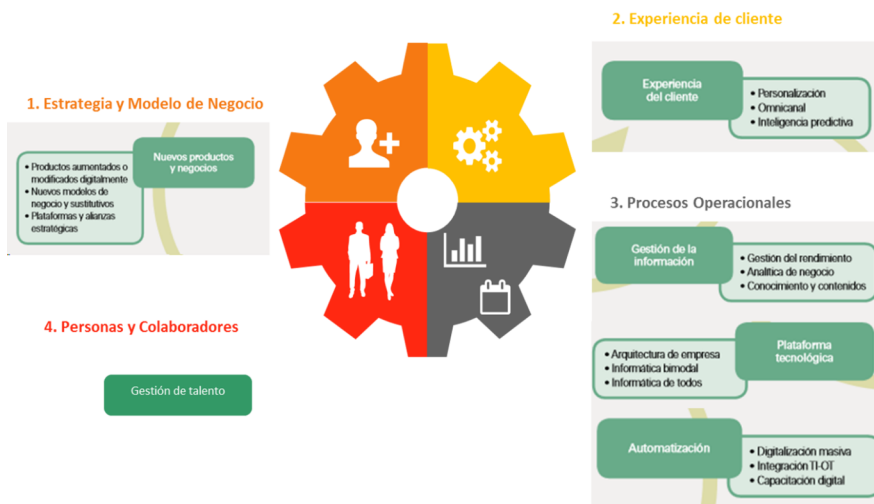 1. Estrategia y Modelo de Negocio
Nuevos productos
y negocios
• Productos aumentados o
modificados digitalmente
• Nuevos modelos de
negocio y sustitutivos
• Plataformas y alianzas
estratégicas
2. Experiencia de cliente
Experiencia
del cliente
• Personalización
• Omnicanal
• Inteligencia predictiva
3. Procesos Operacionales
Gestión de la
información
• Gestión del rendimiento
• Analítica de negocio
• Conocimiento y contenidos
Plataforma
tecnológica
• Arquitectura de empresa
• Informática bimodal
• Informática de todos
Automatización
• Digitalización masiva
• Integración TI-OT
• Capacitación digital
4. Personas y Colaboradores
Gestión de talento